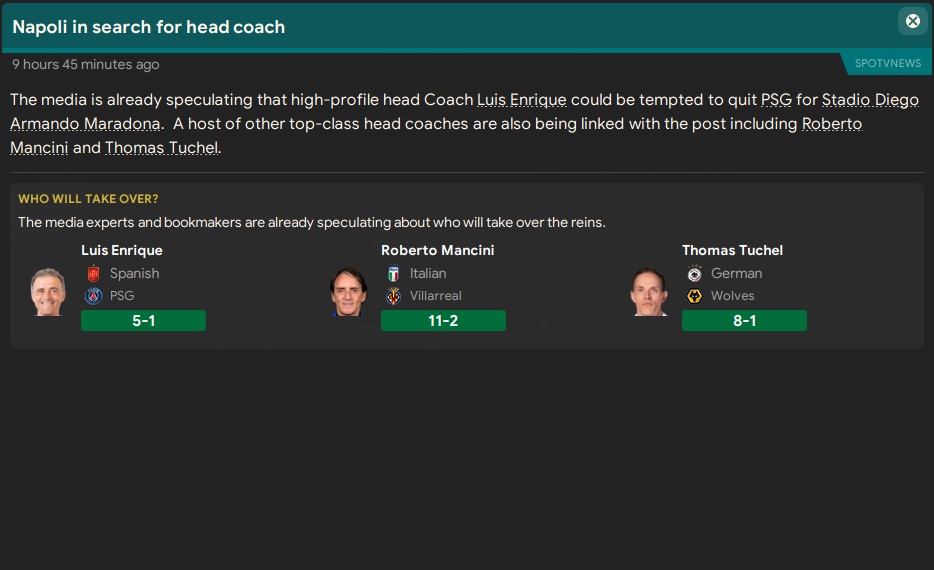 Napoli in search for head coach
9 hours 45 minutes ago
SPOTVNEWS
The media is already speculating that high-profile head Coach Luis Enrique could be tempted to quit PSG for Stadio Diego
Armando Maradona.  A host of other top-class head coaches are also being linked with the post including Roberto
Mancini and Thomas Tuchel.
WHO WILL TAKE OVER?
The media experts and bookmakers are already speculating about who will take over the reins.
Luis Enrique
Spanish
PSG
5-1
Roberto Mancini
Italian
Villarreal
11-2
Thomas Tuchel
German
Wolves
8-1